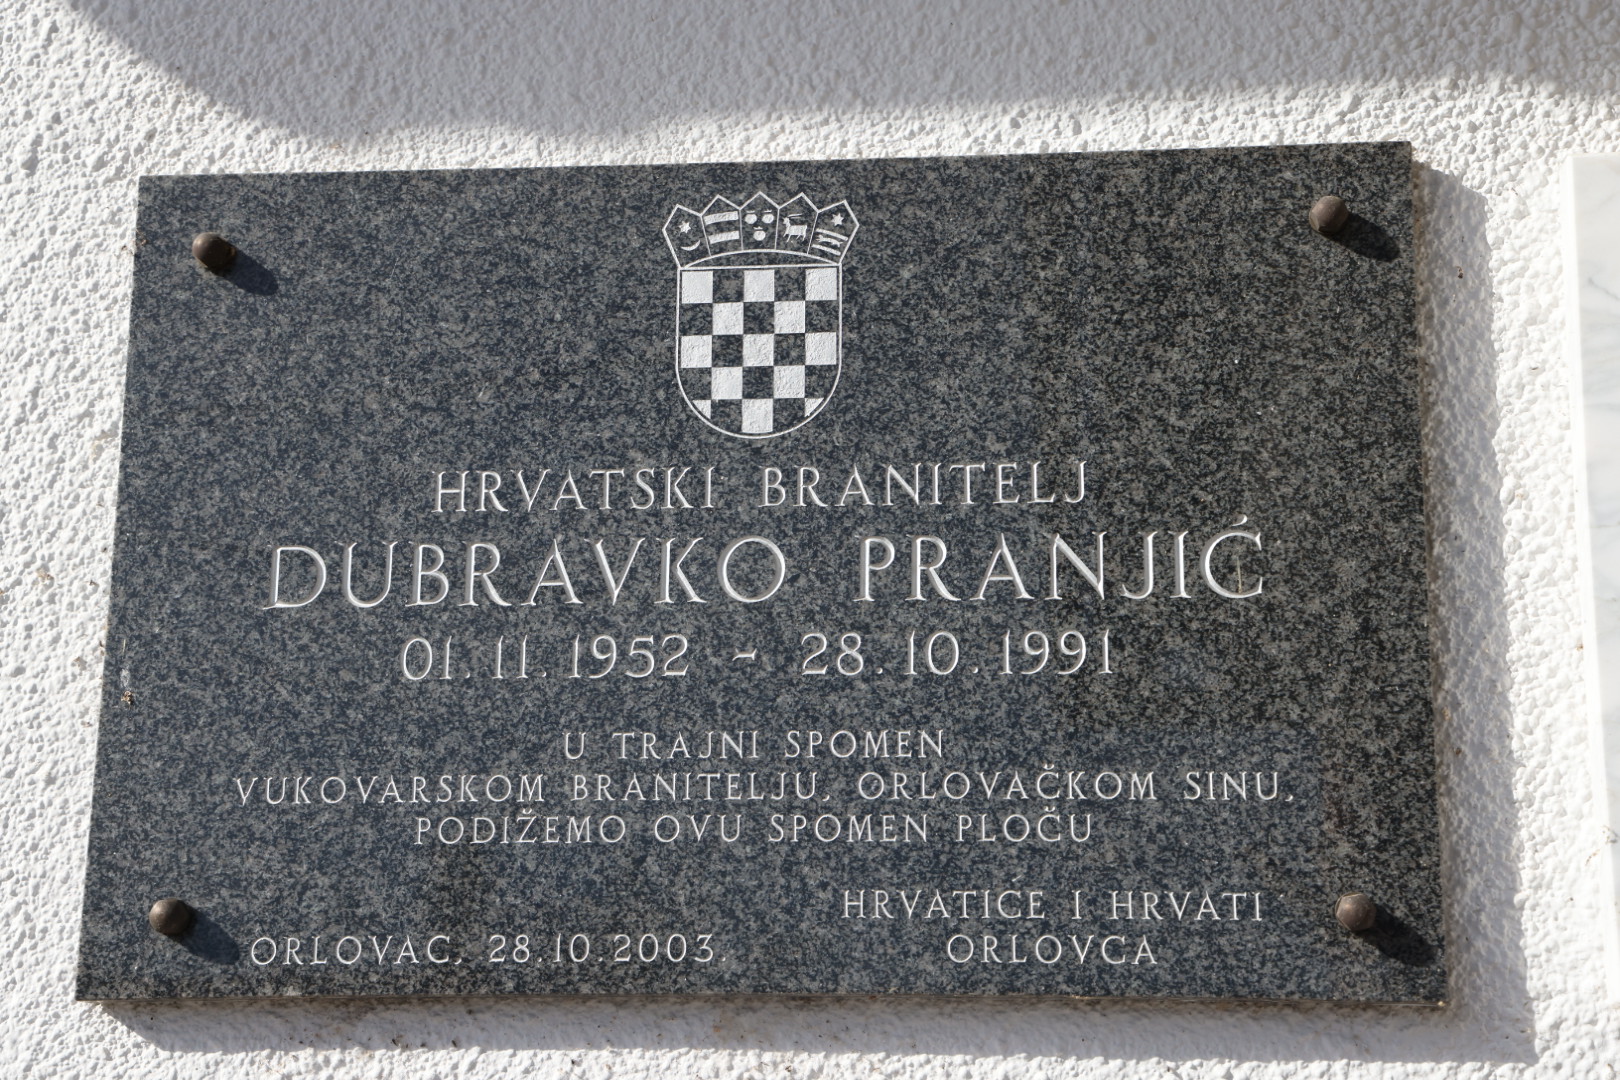 HRVATSKI BRANITELJ
DUBRAVKO PRANJIĆ
01.11.1952 - 28.10.1991
U TRAJNI SPOMEN
VUKOVARSKOM BRANITELJU, ORLOVAČKOM SINU,
PODIŽEMO OVU SPOMEN PLOČU
HRVATICE I HRVATI
ORLOVCA
ORLOVAC, 28.10.2003.